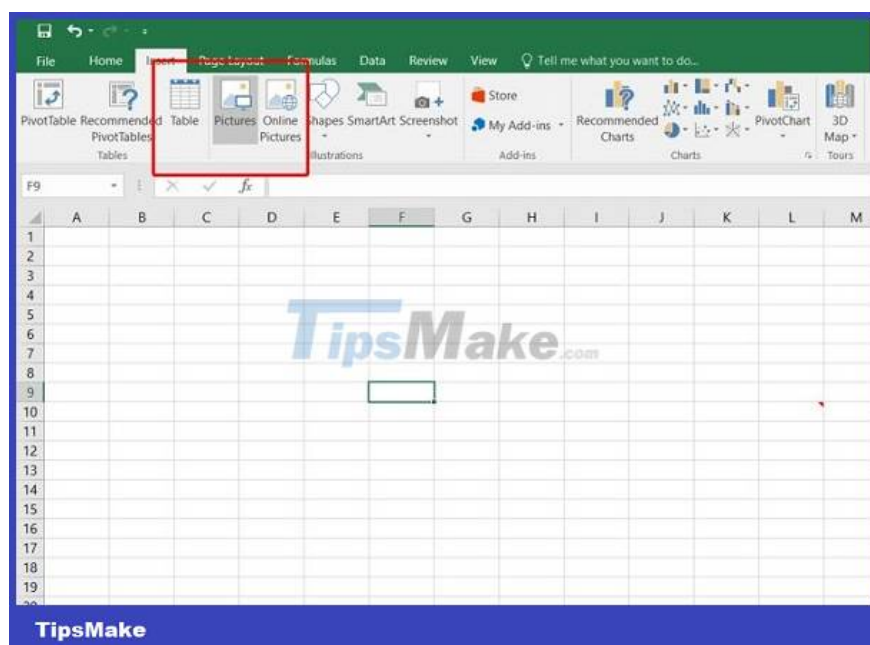 File Home Insert Page Layout Formulas Data Review View Tell me what you want to do...
PivotTable Recommended PivotTables Table Pictures Online Pictures Shapes SmartArt Screenshot Store My Add-ins Recommended Charts PivotChart 3D Map
Tables Illustrations Add-ins Charts Tours
F9 fx
A B C D E F G H I J K L M
1
2
3
4
5
6
7
8
9
10
11
12
13
14
15
16
17
18
19
TipsMake.com
TipsMake